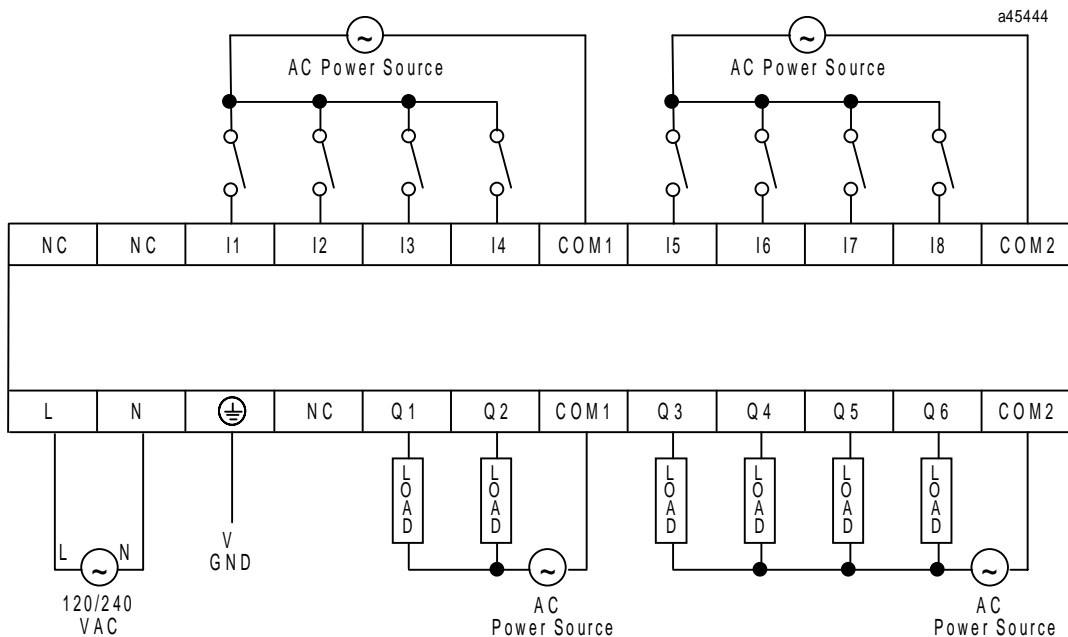 a45444
~
~
AC Power Source
AC Power Source
NC NC I1 I2 I3 I4 COM1 I5 I6 I7 I8 COM2
L N NC Q1 Q2 COM1 Q3 Q4 Q5 Q6 COM2
LOAD LOAD LOAD LOAD LOAD LOAD
L N
V
GND
~
~
~
120/240
VAC
AC
Power Source
AC
Power Source